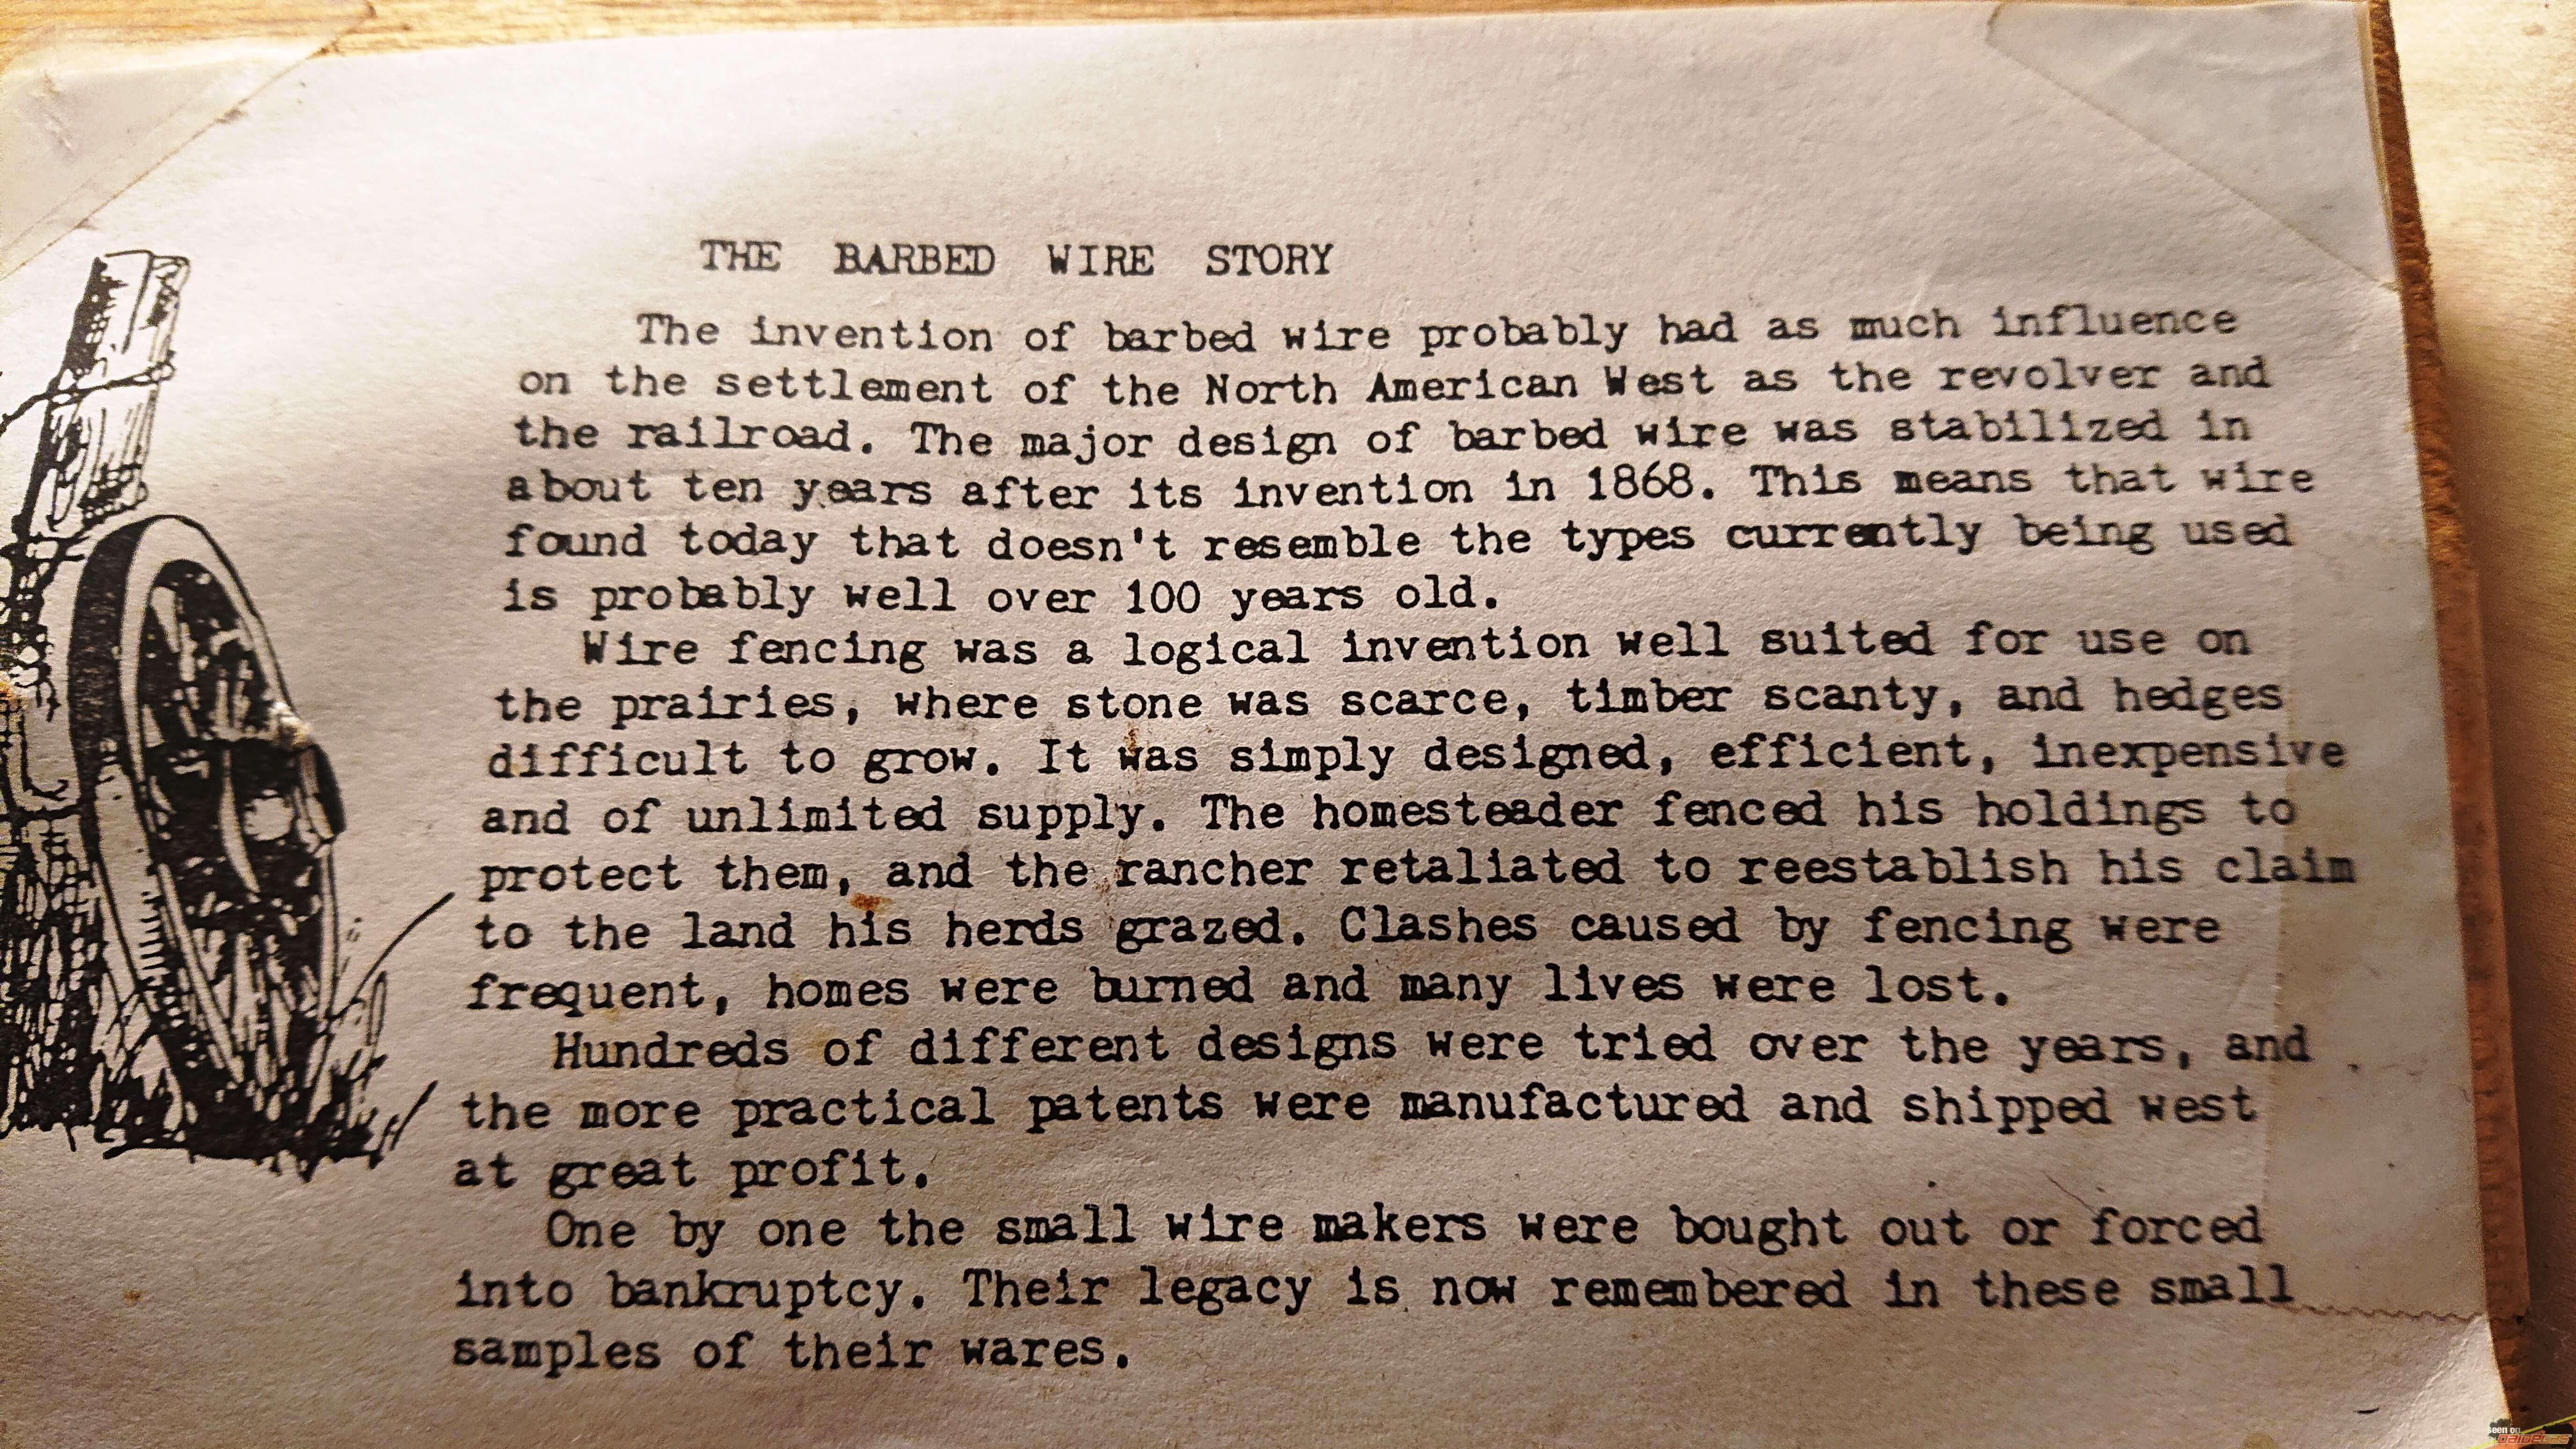 THE BARBED WIRE STORY
The invention of barbed wire probably had as much influence
on the settlement of the North American West as the revolver and
the railroad. The major design of barbed wire was stabilized in
about ten years after its invention in 1868. This means that wire
found today that doesn't resemble the types currently being used
is probably well over 100 years old.
Wire fencing was a logical invention well suited for use on
the prairies, where stone was scarce, timber scanty, and hedges
difficult to grow. It was simply designed, efficient, inexpensive
and of unlimited supply. The homesteader fenced his holdings to
protect them, and the rancher retaliated to reestablish his claim
to the land his herds grazed. Clashes caused by fencing were
frequent, homes were burned and many lives were lost.
Hundreds of different designs were tried over the years, and
the more practical patents were manufactured and shipped west
at great profit.
One by one the small wire makers were bought out or forced
into bankruptcy. Their legacy is now remembered in these small
samples of their wares.
seen on